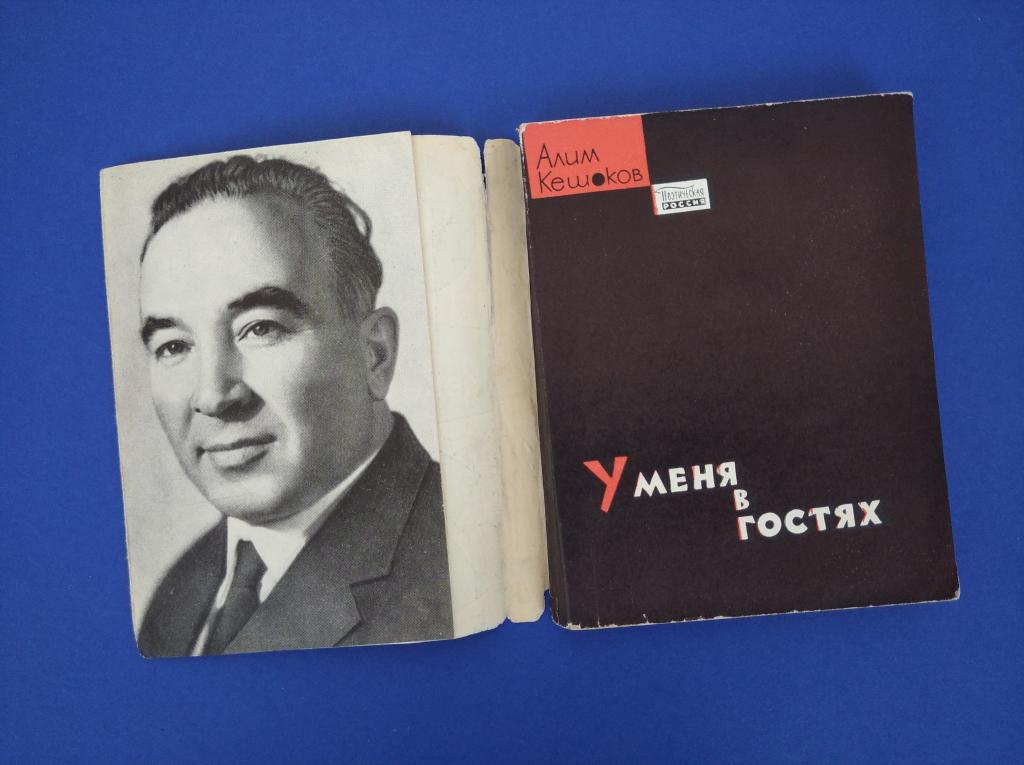 Алим
Кешоков
Поэтическая
РОССИЯ
У МЕНЯ
В
ГОСТЯХ